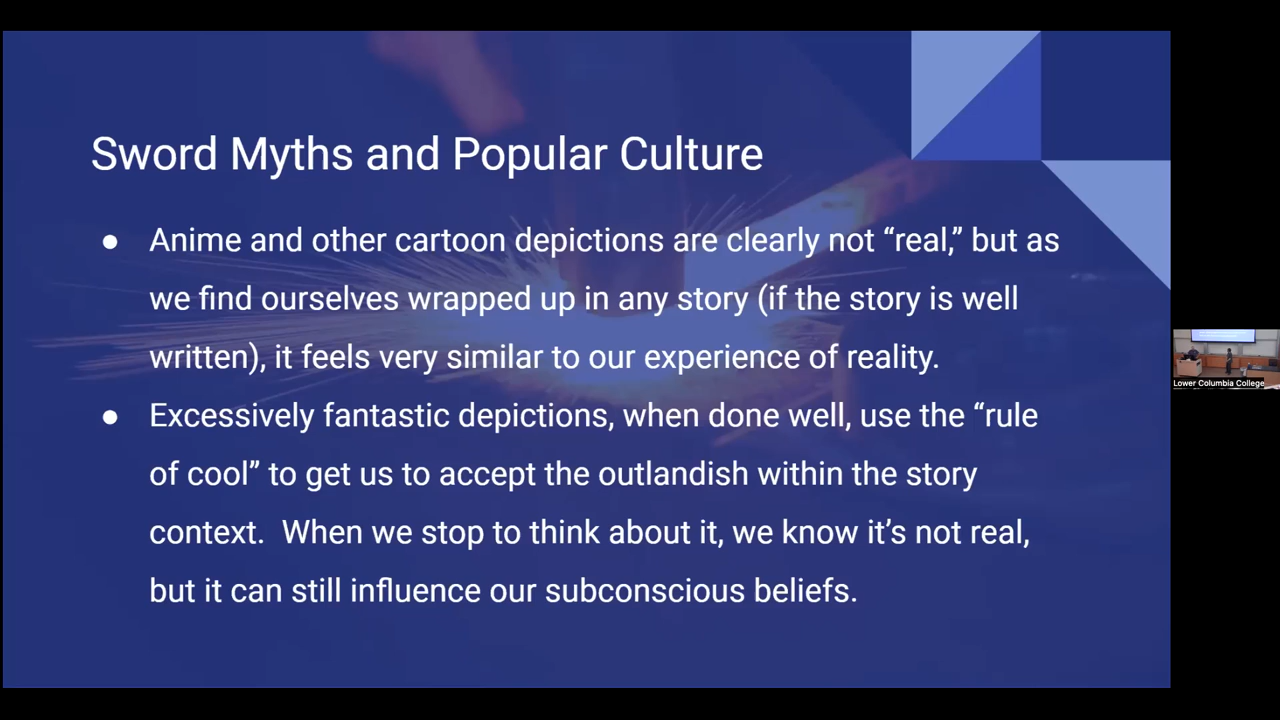 Sword Myths and Popular Culture
● Anime and other cartoon depictions are clearly not “real,” but as
we find ourselves wrapped up in any story (if the story is well
written), it feels very similar to our experience of reality.
● Excessively fantastic depictions, when done well, use the “rule
of cool” to get us to accept the outlandish within the story
context.  When we stop to think about it, we know it’s not real,
but it can still influence our subconscious beliefs.
Lower Columbia College